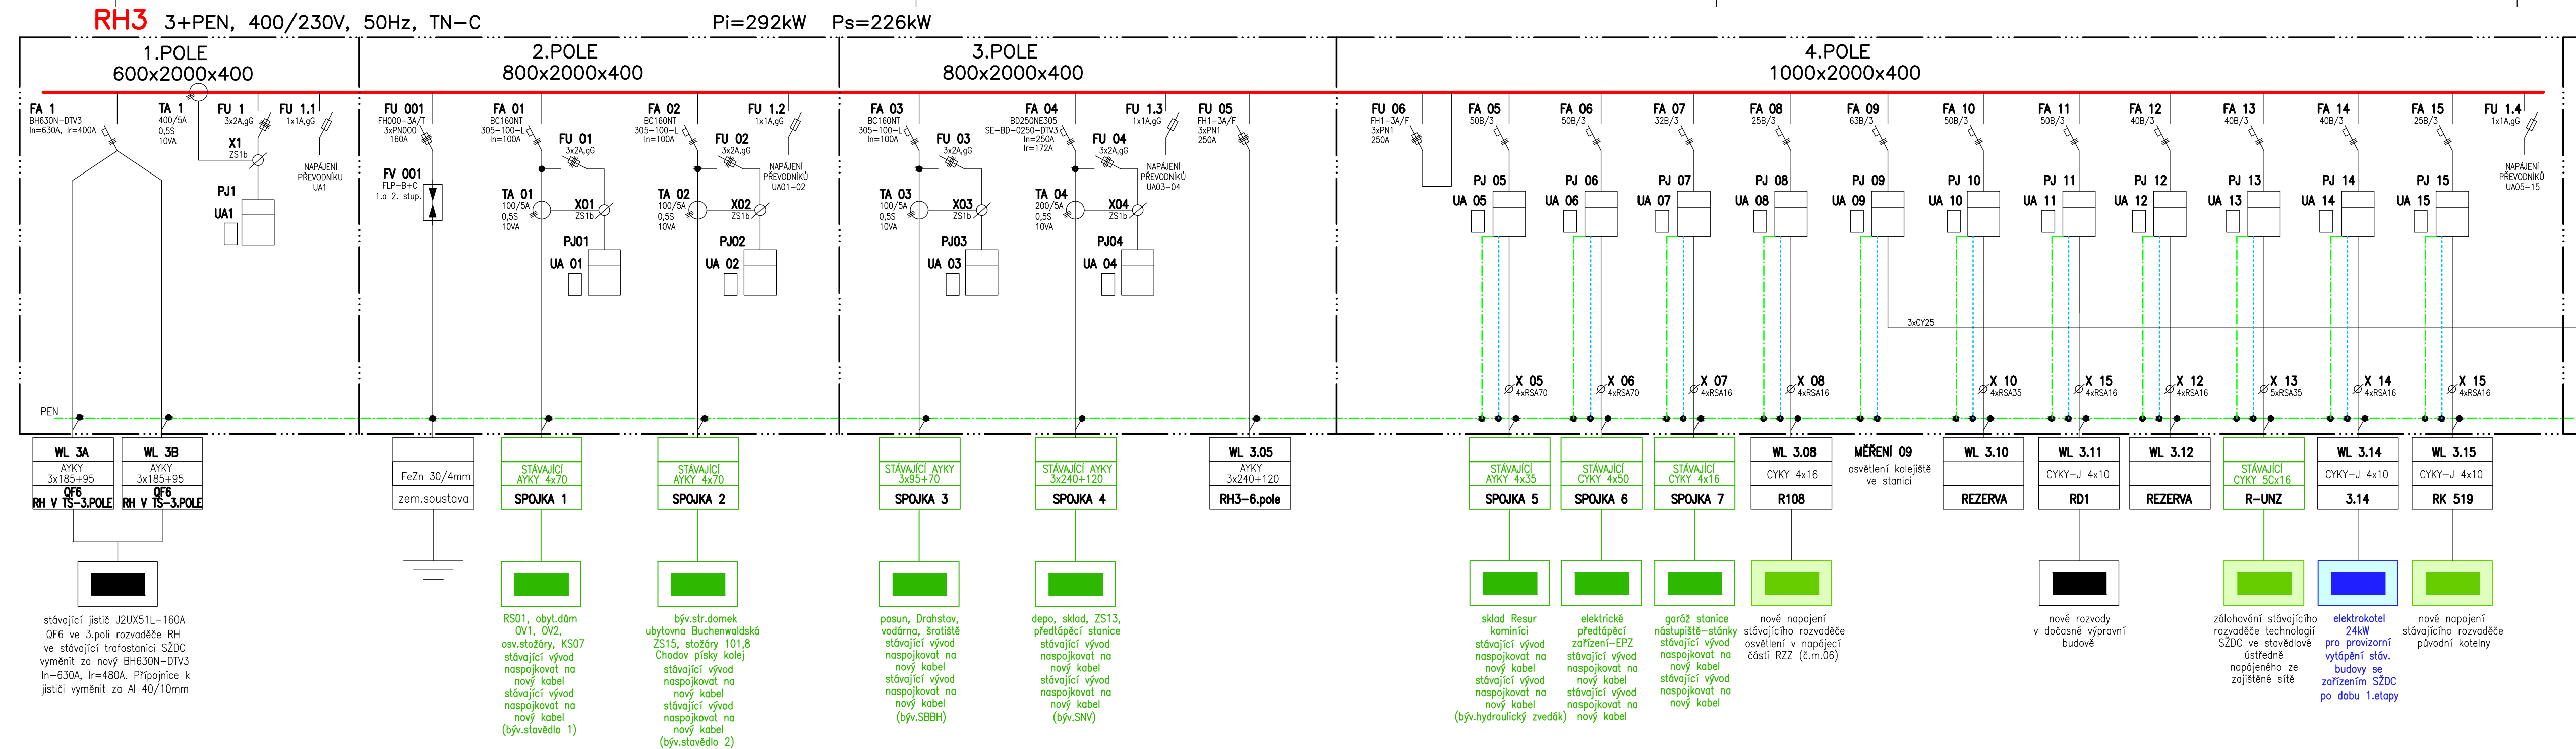 RH3 3+PEN, 400/230V, 50Hz, TN-C Pi=292kW Ps=226kW
1.POLE
600x2000x400
FA 1
BH630N-DTV3
In=630A, Ir=400A
TA 1
400/5A
0,5S
10VA
FU 1
3x2A,gG
X1
ZS1b
PJ1
UA1
FU 1.1
1x1A,gG
NAPÁJENÍ
PŘEVODNÍKU
UA1
2.POLE
800x2000x400
FU 001
FH000-3A/T
3xPN000
160A
FV 001
FLP-B+C
1.a 2. stup.
FA 01
BC160NT
305-100-L
In=100A
FU 01
3x2A,gG
TA 01
100/5A
0,5S
10VA
X01
ZS1b
PJ01
UA 01
FA 02
BC160NT
305-100-L
In=100A
FU 02
3x2A,gG
TA 02
100/5A
0,5S
10VA
X02
ZS1b
PJ02
UA 02
FU 1.2
1x1A,gG
NAPÁJENÍ
PŘEVODNÍKŮ
UA01-02
3.POLE
800x2000x400
FA 03
BC160NT
305-100-L
In=100A
FU 03
3x2A,gG
TA 03
100/5A
0,5S
10VA
X03
ZS1b
PJ03
UA 03
FA 04
BD250NE305
SE-BD-0250-DTV3
In=250A
Ir=172A
FU 04
3x2A,gG
TA 04
200/5A
0,5S
10VA
X04
ZS1b
PJ04
UA 04
FU 1.3
1x1A,gG
NAPÁJENÍ
PŘEVODNÍKŮ
UA03-04
FU 05
FH1-3A/F
3xPN1
250A
4.POLE
1000x2000x400
FU 06
FH1-3A/F
3xPN1
250A
FA 05
50B/3
PJ 05
UA 05
X 05
4xRSA70
FA 06
50B/3
PJ 06
UA 06
X 06
4xRSA70
FA 07
32B/3
PJ 07
UA 07
X 07
4xRSA16
FA 08
25B/3
PJ 08
UA 08
X 08
4xRSA16
FA 09
63B/3
PJ 09
UA 09
3xCY25
FA 10
50B/3
PJ 10
UA 10
X 10
4xRSA35
FA 11
50B/3
PJ 11
UA 11
X 15
4xRSA16
FA 12
40B/3
PJ 12
UA 12
X 12
4xRSA16
FA 13
40B/3
PJ 13
UA 13
X 13
5xRSA35
FA 14
40B/3
PJ 14
UA 14
X 14
4xRSA16
FA 15
25B/3
PJ 15
UA 15
X 15
4xRSA16
FU 1.4
1x1A,gG
NAPÁJENÍ
PŘEVODNÍKŮ
UA05-15
PEN
WL 3A
AYKY
3x185+95
QF6
RH V TS-3.POLE
WL 3B
AYKY
3x185+95
QF6
RH V TS-3.POLE
stávající jistič J2UX51L-160A
QF6 ve 3.poli rozvaděče RH
ve stávající trafostanici SŽDC
vyměnit za nový BH630N-DTV3
In-630A, Ir=480A. Přípojnice k
jističi vyměnit za Al 40/10mm
FeZn 30/4mm
zem.soustava
STÁVAJÍCÍ
AYKY 4x70
SPOJKA 1
RS01, obyt.dům
OV1, OV2,
osv.stožáry, KS07
stávající vývod
naspojkovat na
nový kabel
stávající vývod
naspojkovat na
nový kabel
(býv.stavědlo 1)
STÁVAJÍCÍ
AYKY 4x70
SPOJKA 2
býv.str.domek
ubytovna Buchenwaldská
ZS15, stožáry 101,8
Chodov písky kolej
stávající vývod
naspojkovat na
nový kabel
stávající vývod
naspojkovat na
nový kabel
(býv.stavědlo 2)
STÁVAJÍCÍ AYKY
3x95+70
SPOJKA 3
posun, Drahstav,
vodárna, šrotiště
stávající vývod
naspojkovat na
nový kabel
stávající vývod
naspojkovat na
nový kabel
(býv.SBBH)
STÁVAJÍCÍ AYKY
3x240+120
SPOJKA 4
depo, sklad, ZS13,
předtápěcí stanice
stávající vývod
naspojkovat na
nový kabel
stávající vývod
naspojkovat na
nový kabel
(býv.SNV)
WL 3.05
AYKY
3x240+120
RH3-6.pole
STÁVAJÍCÍ
AYKY 4x35
SPOJKA 5
sklad Resur
kominíci
stávající vývod
naspojkovat na
nový kabel
stávající vývod
naspojkovat na
nový kabel
(býv.hydraulický zvedák)
STÁVAJÍCÍ
CYKY 4x50
SPOJKA 6
elektrické
předtápěcí
zařízení-EPZ
stávající vývod
naspojkovat na
nový kabel
stávající vývod
naspojkovat na
nový kabel
STÁVAJÍCÍ
CYKY 4x16
SPOJKA 7
garáž stanice
nástupiště-stánky
stávající vývod
naspojkovat na
nový kabel
stávající vývod
naspojkovat na
nový kabel
WL 3.08
CYKY 4x16
R108
nové napojení
stávajícího rozvaděče
osvětlení v napájecí
části RZZ (č.m.06)
MĚŘENÍ 09
osvětlení kolejiště
ve stanici
WL 3.10
REZERVA
WL 3.11
CYKY-J 4x10
RD1
nové rozvody
v dočasné výpravní
budově
WL 3.12
REZERVA
STÁVAJÍCÍ
CYKY 5Cx16
R-UNZ
zálohování stávajícího
rozvaděče technologií
SŽDC ve stavědlové
ústředně
napájeného ze
zajištěné sítě
WL 3.14
CYKY-J 4x10
3.14
elektrokotel
24kW
pro provizorní
vytápění stáv.
budovy se
zařízením SŽDC
po dobu 1.etapy
WL 3.15
CYKY-J 4x10
RK 519
nové napojení
stávajícího rozvaděče
původní kotelny